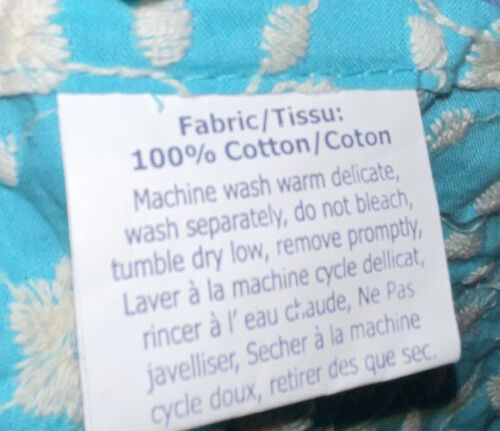 Fabric/Tissu:
100% Cotton/Coton
Machine wash warm delicate,
wash separately, do not bleach,
tumble dry low, remove promptly,
Laver à la machine cycle dellicat,
rincer à l' eau chaude, Ne Pas
javelliser, Secher à la machine
cycle doux, retirer des que sec.